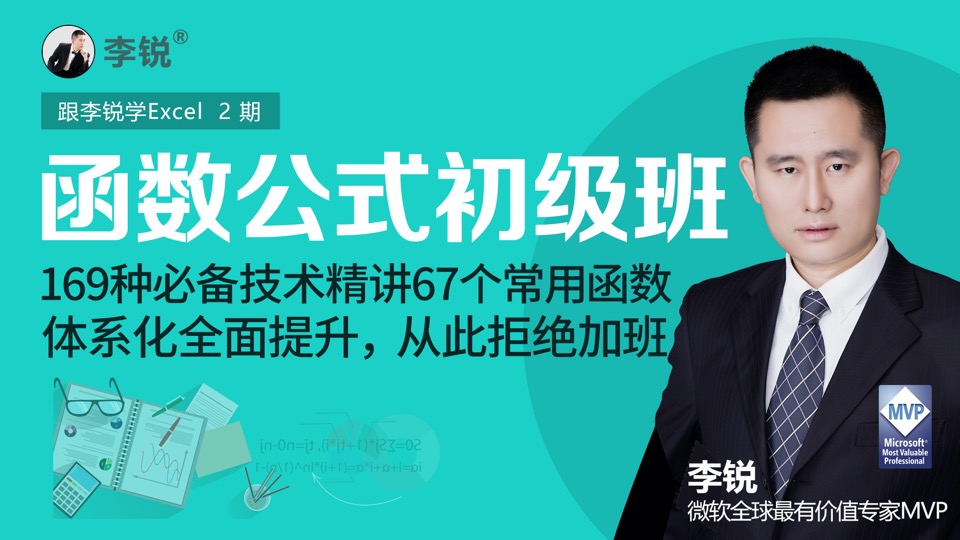 李锐®
跟李锐学Excel 2 期
函数公式初级班
169种必备技术精讲67个常用函数
体系化全面提升，从此拒绝加班
MVP
Microsoft®
Most Valuable
Professional
李锐
微软全球最有价值专家MVP